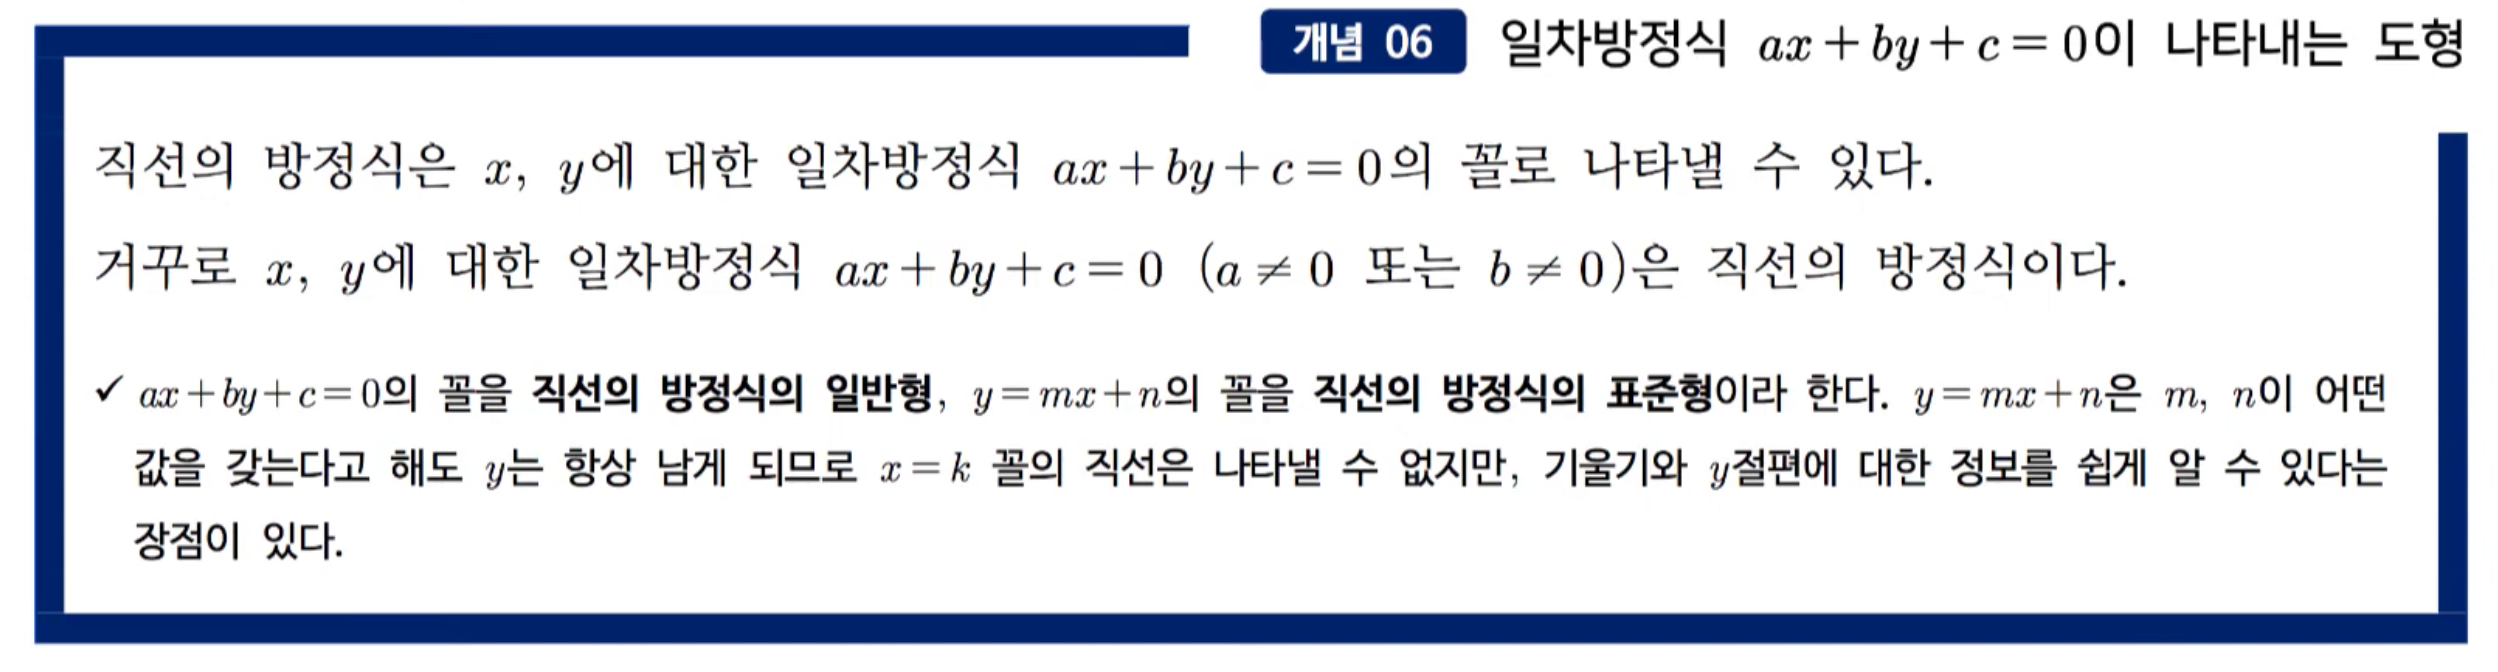 개념 06 일차방정식 ax+by+c=0이 나타내는 도형
직선의 방정식은 x, y에 대한 일차방정식 ax+by+c=0의 꼴로 나타낼 수 있다.
거꾸로 x, y에 대한 일차방정식 ax+by+c=0 (a≠0 또는 b≠0)은 직선의 방정식이다.
✓ ax+by+c=0의 꼴을 직선의 방정식의 일반형, y=mx+n의 꼴을 직선의 방정식의 표준형이라 한다. y=mx+n은 m, n이 어떤
값을 갖는다고 해도 y는 항상 남게 되므로 x=k 꼴의 직선은 나타낼 수 없지만, 기울기와 y절편에 대한 정보를 쉽게 알 수 있다는
장점이 있다.